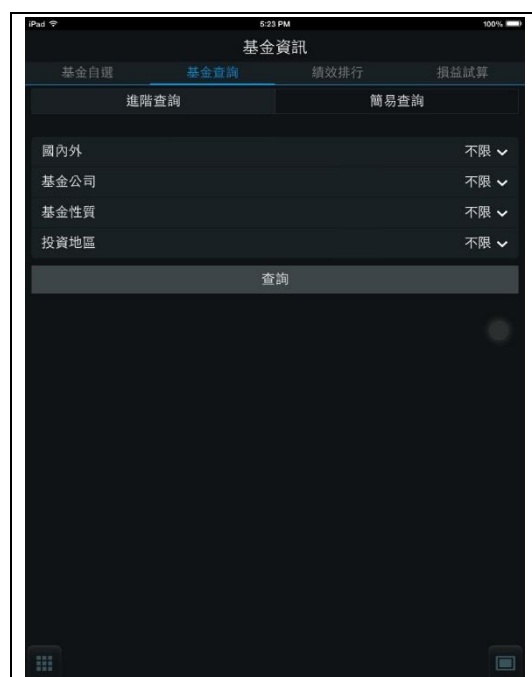 iPad 5:23 PM 100%
基金資訊
基金自選 基金查詢 績效排行 損益試算
進階查詢 簡易查詢
國內外 不限
基金公司 不限
基金性質 不限
投資地區 不限
查詢